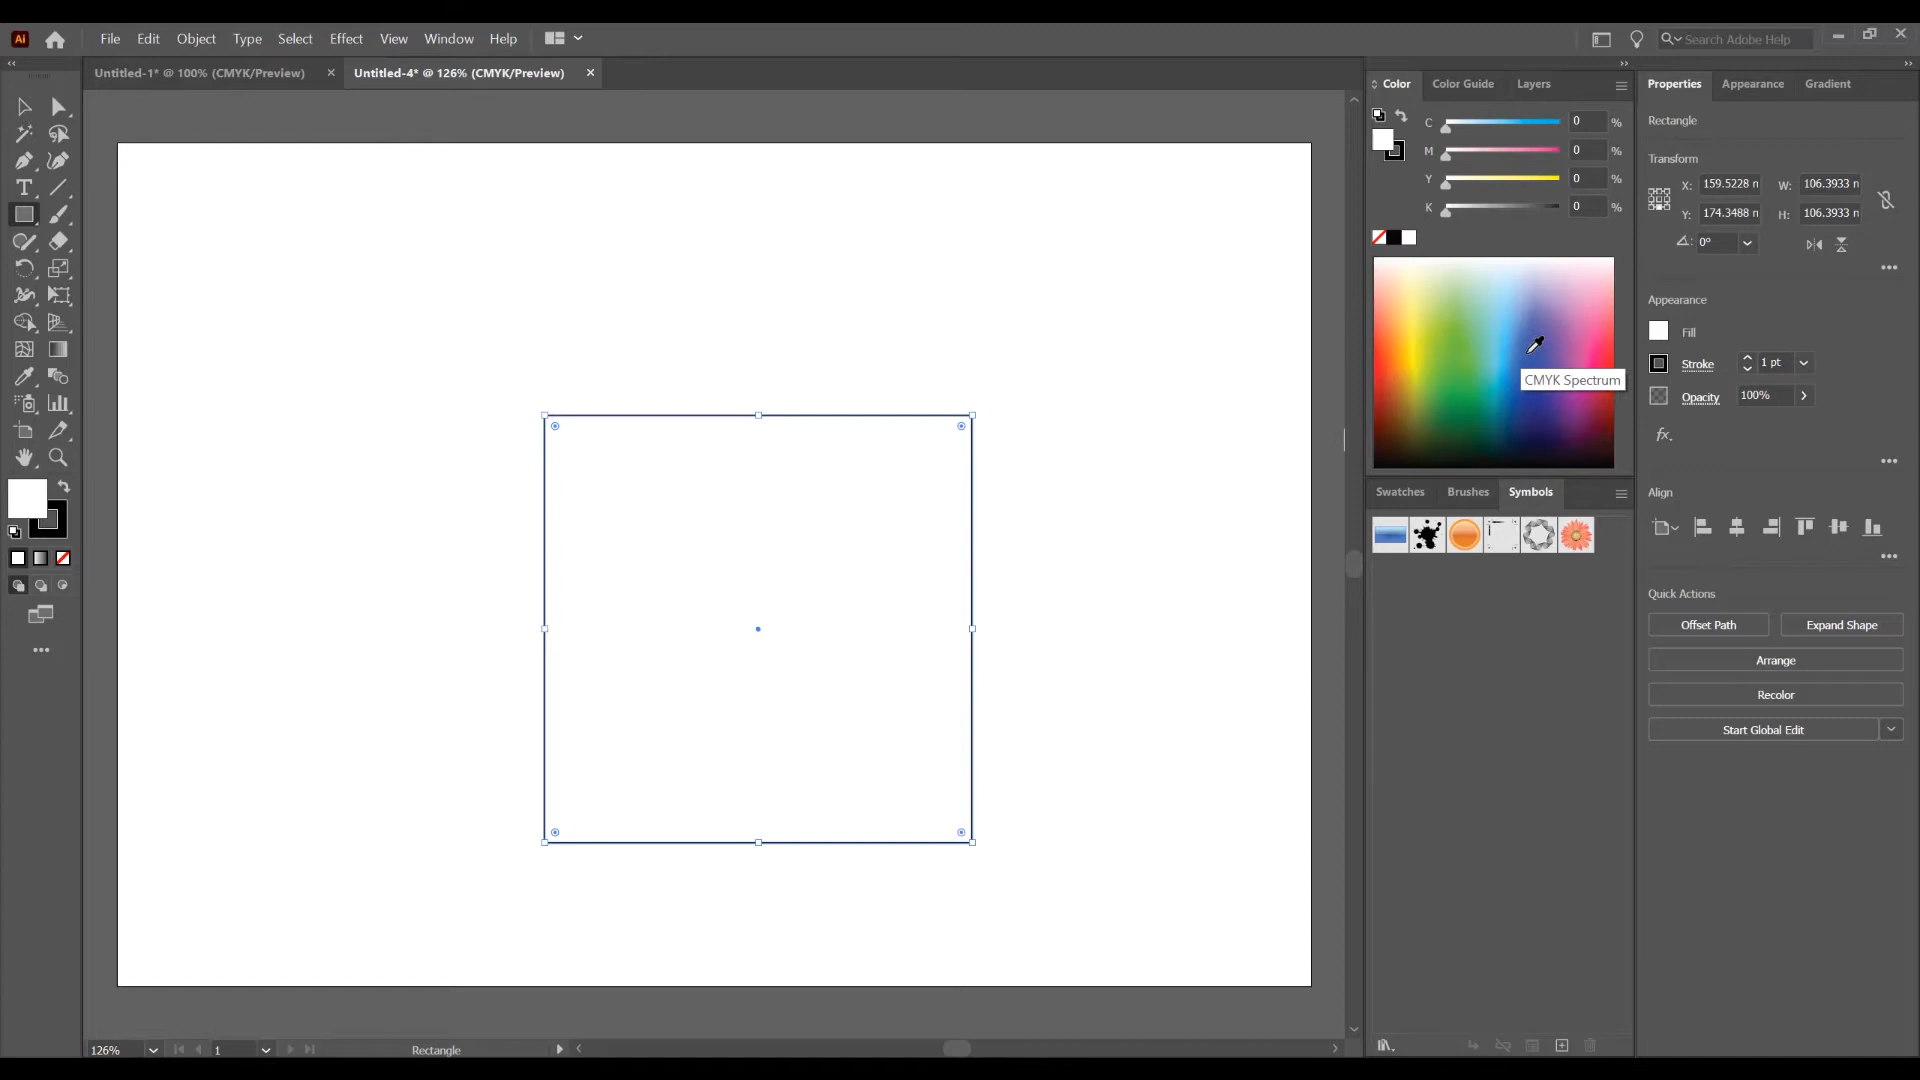 Ai File Edit Object Type Select Effect View Window Help Search Adobe Help
Untitled-1* @ 100% (CMYK/Preview) × Untitled-4* @ 126% (CMYK/Preview) ×
Color Color Guide Layers
C 0 %
M 0 %
Y 0 %
K 0 %
CMYK Spectrum
Swatches Brushes Symbols
Properties Appearance Gradient
Rectangle
Transform
X: 159.5228 W: 106.3933
Y: 174.3488 H: 106.3933
0°
Appearance
Fill
Stroke 1 pt
Opacity 100%
fx.
Align
Quick Actions
Offset Path Expand Shape
Arrange
Recolor
Start Global Edit
126% 1 Rectangle